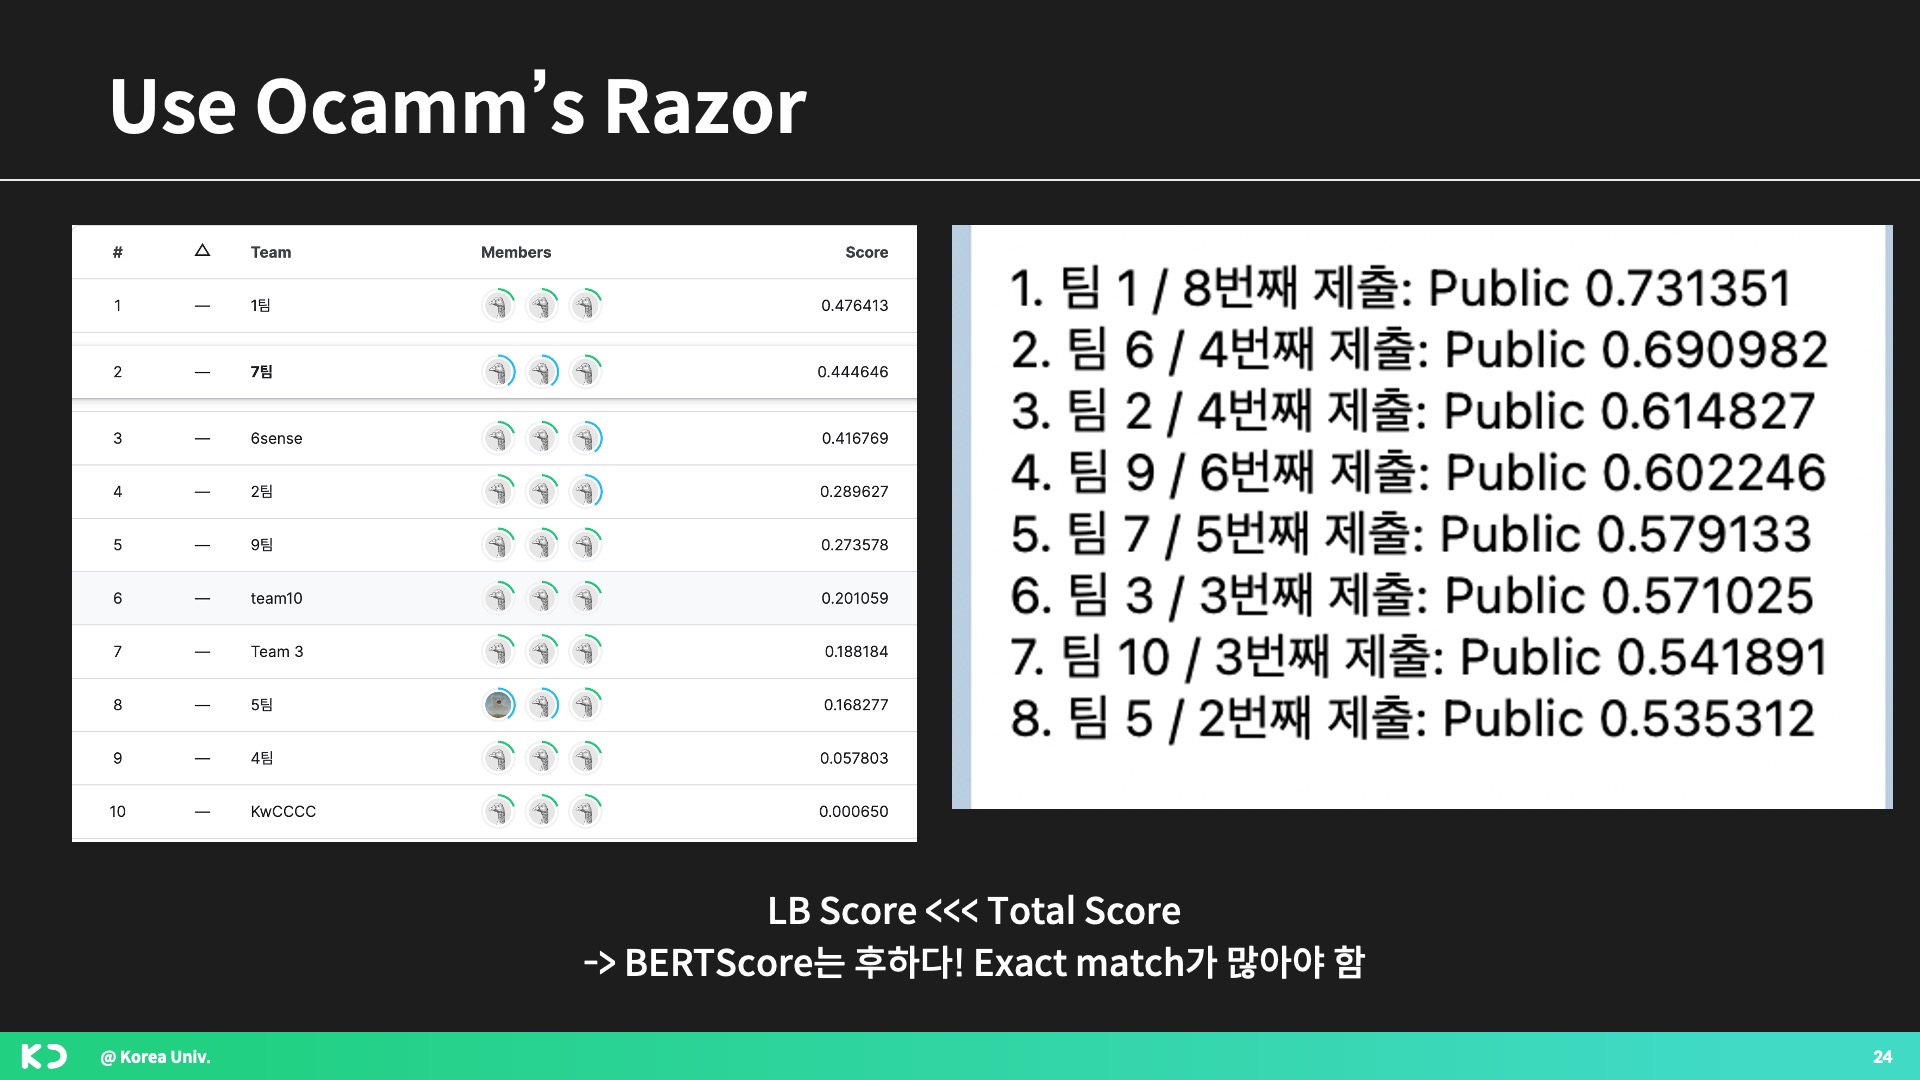 Use Ocamm’s Razor
# △ Team Members Score
1 — 1팀 0.476413
2 — 7팀 0.444646
3 — 6sense 0.416769
4 — 2팀 0.289627
5 — 9팀 0.273578
6 — team10 0.201059
7 — Team 3 0.188184
8 — 5팀 0.168277
9 — 4팀 0.057803
10 — KwCCCC 0.000650
1. 팀 1 / 8번째 제출: Public 0.731351
2. 팀 6 / 4번째 제출: Public 0.690982
3. 팀 2 / 4번째 제출: Public 0.614827
4. 팀 9 / 6번째 제출: Public 0.602246
5. 팀 7 / 5번째 제출: Public 0.579133
6. 팀 3 / 3번째 제출: Public 0.571025
7. 팀 10 / 3번째 제출: Public 0.541891
8. 팀 5 / 2번째 제출: Public 0.535312
LB Score <<< Total Score
-> BERTScore는 후하다! Exact match가 많아야 함
KD @ Korea Univ. 24